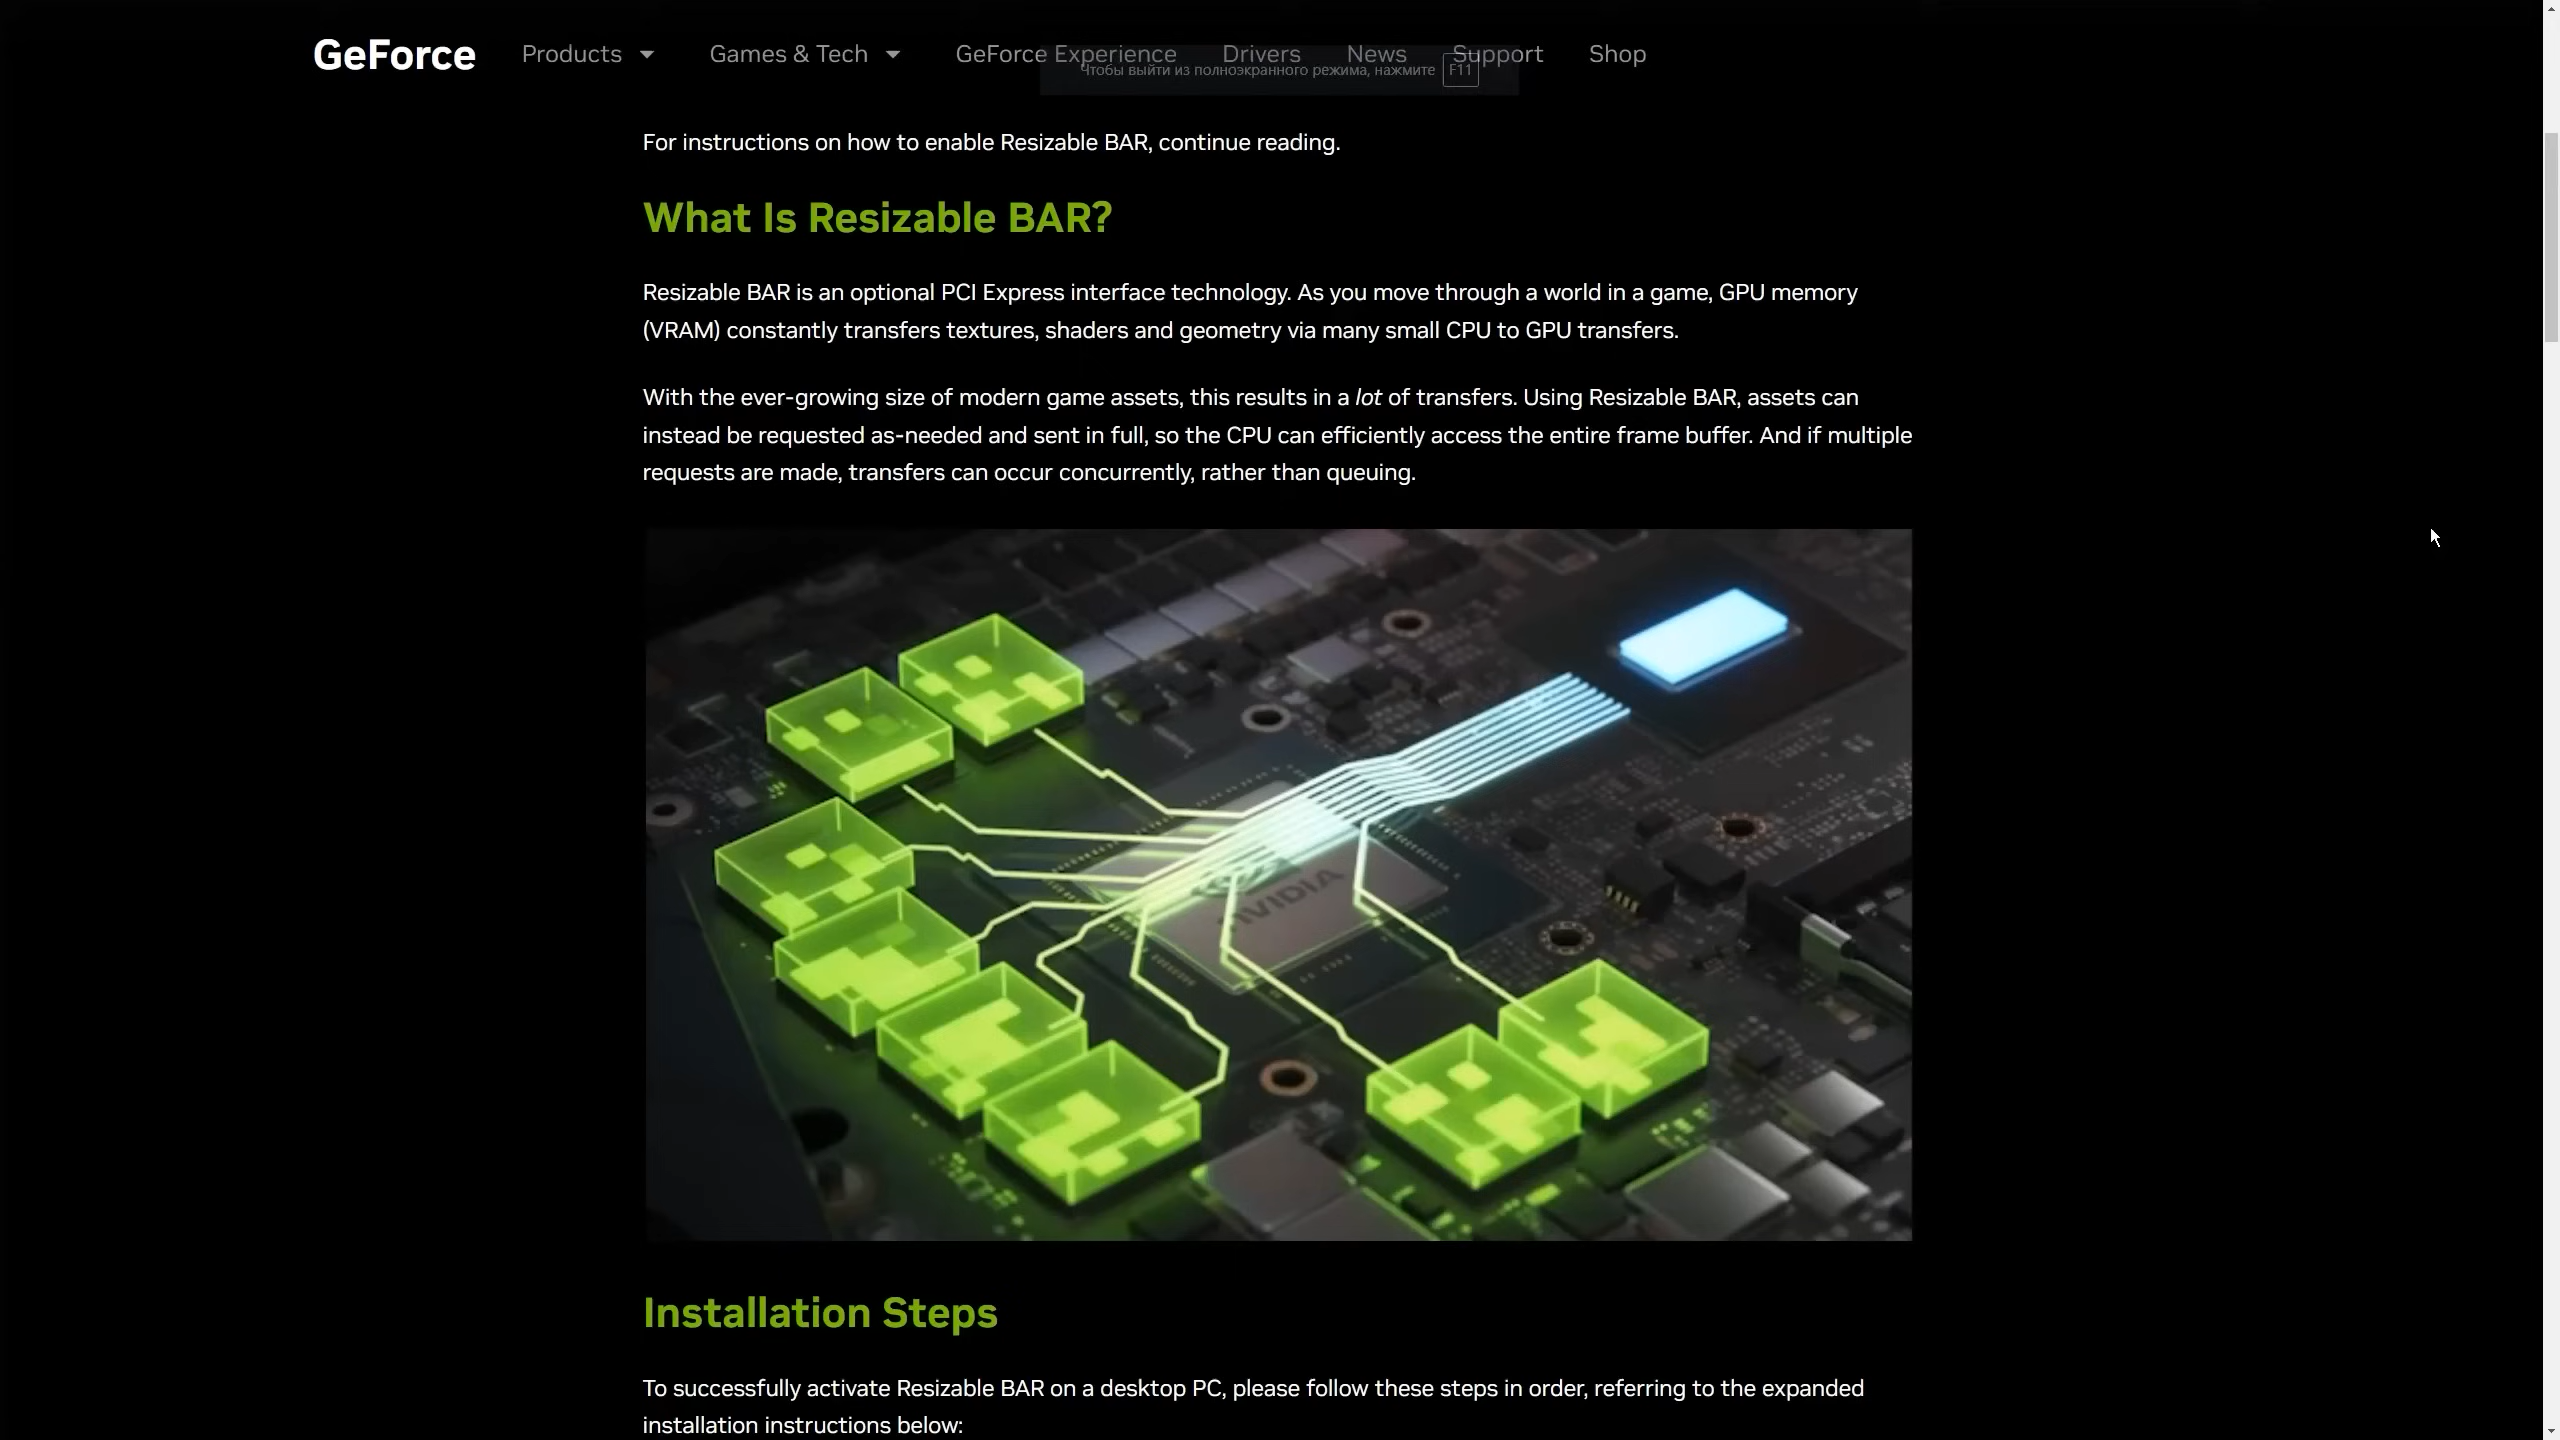 GeForce Products Games & Tech GeForce Experience Drivers News Support Shop
Чтобы выйти из полноэкранного режима, нажмите F11
For instructions on how to enable Resizable BAR, continue reading.
What Is Resizable BAR?
Resizable BAR is an optional PCI Express interface technology. As you move through a world in a game, GPU memory
(VRAM) constantly transfers textures, shaders and geometry via many small CPU to GPU transfers.
With the ever-growing size of modern game assets, this results in a lot of transfers. Using Resizable BAR, assets can
instead be requested as-needed and sent in full, so the CPU can efficiently access the entire frame buffer. And if multiple
requests are made, transfers can occur concurrently, rather than queuing.
NVIDIA
Installation Steps
To successfully activate Resizable BAR on a desktop PC, please follow these steps in order, referring to the expanded
installation instructions below: